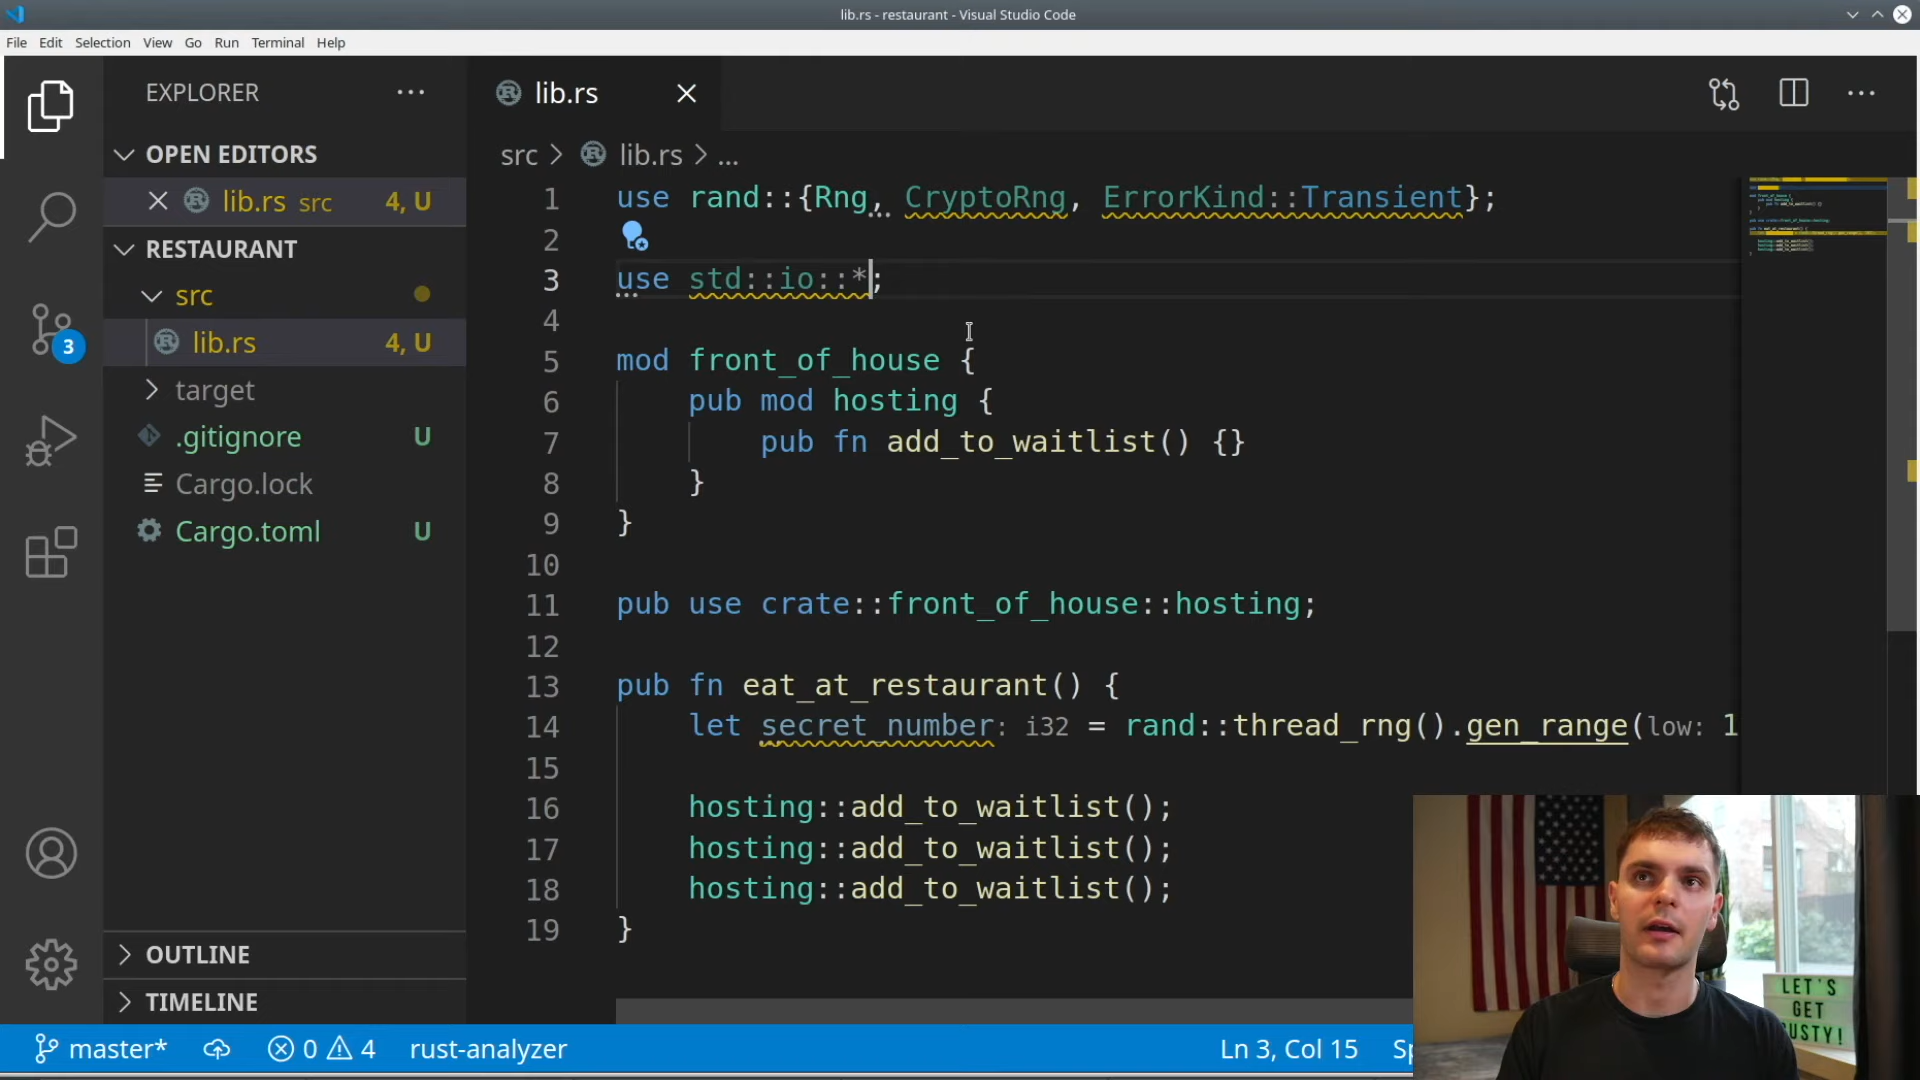 lib.rs - restaurant - Visual Studio Code
File Edit Selection View Go Run Terminal Help
EXPLORER
OPEN EDITORS
lib.rs src 4, U
RESTAURANT
src
lib.rs 4, U
target
.gitignore U
Cargo.lock
Cargo.toml U
OUTLINE
TIMELINE
3
lib.rs
src > lib.rs > ...
1 use rand::{Rng, CryptoRng, ErrorKind::Transient};
2
3 use std::io::*;
4
5 mod front_of_house {
6 pub mod hosting {
7 pub fn add_to_waitlist() {}
8 }
9 }
10
11 pub use crate::front_of_house::hosting;
12
13 pub fn eat_at_restaurant() {
14 let secret_number: i32 = rand::thread_rng().gen_range(low: 1
15
16 hosting::add_to_waitlist();
17 hosting::add_to_waitlist();
18 hosting::add_to_waitlist();
19 }
LET'S
GET
USTY!
master* 0 4 rust-analyzer Ln 3, Col 15 Sp